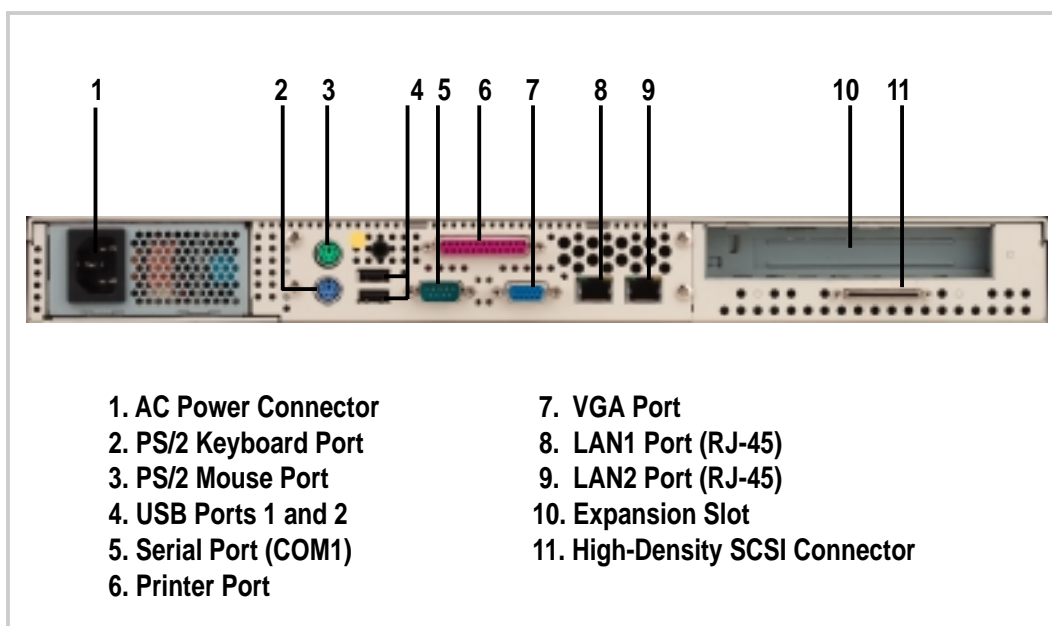 1 2 3 4 5 6 7 8 9 10 11
1. AC Power Connector
2. PS/2 Keyboard Port
3. PS/2 Mouse Port
4. USB Ports 1 and 2
5. Serial Port (COM1)
6. Printer Port
7. VGA Port
8. LAN1 Port (RJ-45)
9. LAN2 Port (RJ-45)
10. Expansion Slot
11. High-Density SCSI Connector